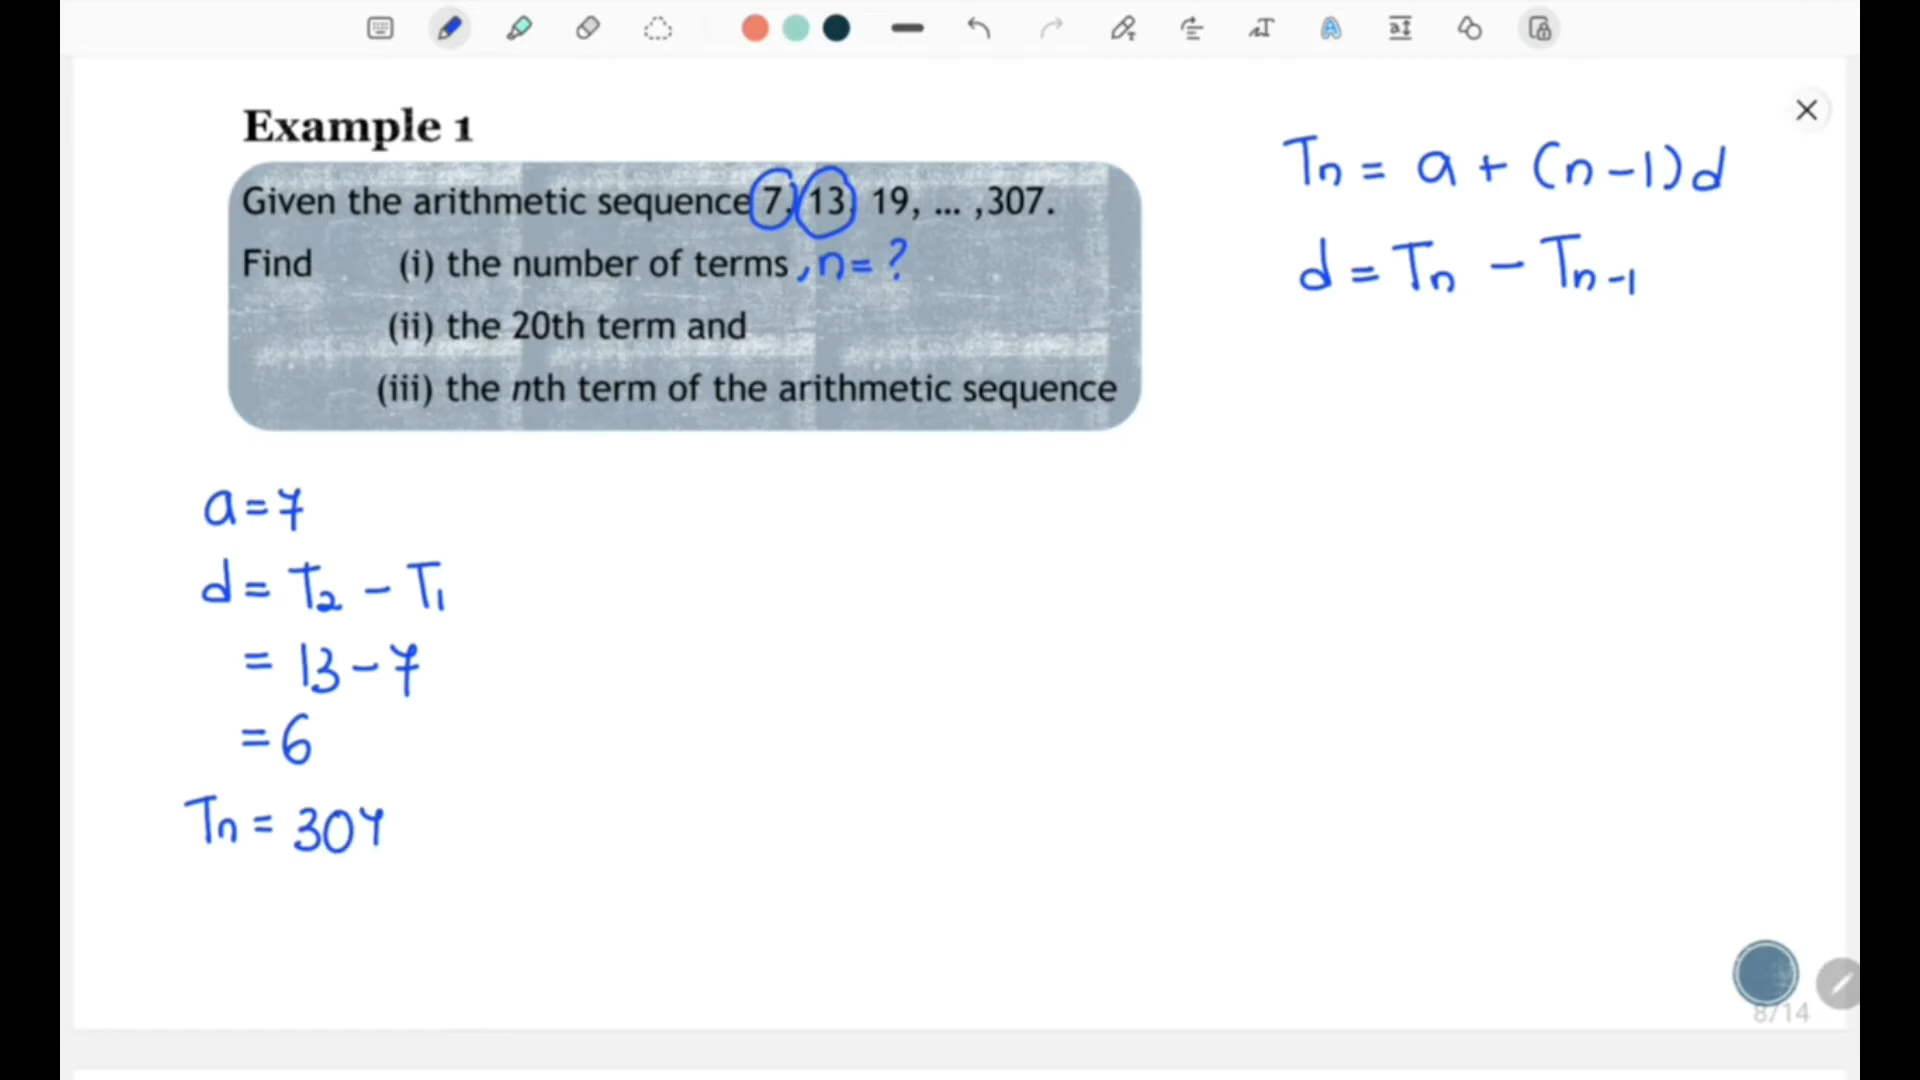 Example 1
Given the arithmetic sequence 7, 13, 19, ... ,307.
Find (i) the number of terms , n = ?
(ii) the 20th term and
(iii) the nth term of the arithmetic sequence
Tn = a + (n-1)d
d = Tn - Tn-1
a = 7
d = T2 - T1
= 13 - 7
= 6
Tn = 307
8/14